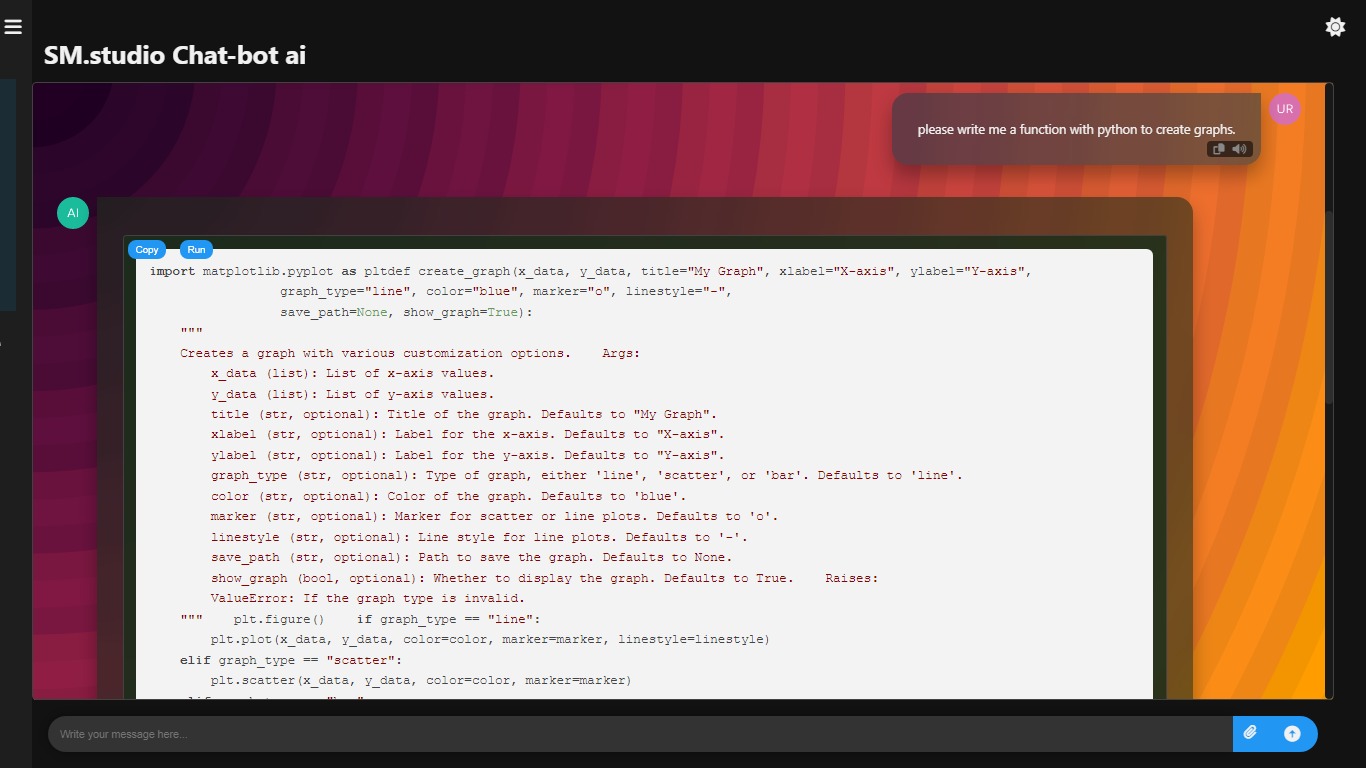 SM.studio Chat-bot ai
please write me a function with python to create graphs.
UR
AI
Copy Run
import matplotlib.pyplot as pltdef create_graph(x_data, y_data, title="My Graph", xlabel="X-axis", ylabel="Y-axis",
graph_type="line", color="blue", marker="o", linestyle="-",
save_path=None, show_graph=True):
"""
Creates a graph with various customization options.    Args:
x_data (list): List of x-axis values.
y_data (list): List of y-axis values.
title (str, optional): Title of the graph. Defaults to "My Graph".
xlabel (str, optional): Label for the x-axis. Defaults to "X-axis".
ylabel (str, optional): Label for the y-axis. Defaults to "Y-axis".
graph_type (str, optional): Type of graph, either 'line', 'scatter', or 'bar'. Defaults to 'line'.
color (str, optional): Color of the graph. Defaults to 'blue'.
marker (str, optional): Marker for scatter or line plots. Defaults to 'o'.
linestyle (str, optional): Line style for line plots. Defaults to '-'.
save_path (str, optional): Path to save the graph. Defaults to None.
show_graph (bool, optional): Whether to display the graph. Defaults to True.    Raises:
ValueError: If the graph type is invalid.
"""    plt.figure()    if graph_type == "line":
plt.plot(x_data, y_data, color=color, marker=marker, linestyle=linestyle)
elif graph_type == "scatter":
plt.scatter(x_data, y_data, color=color, marker=marker)
Write your message here...